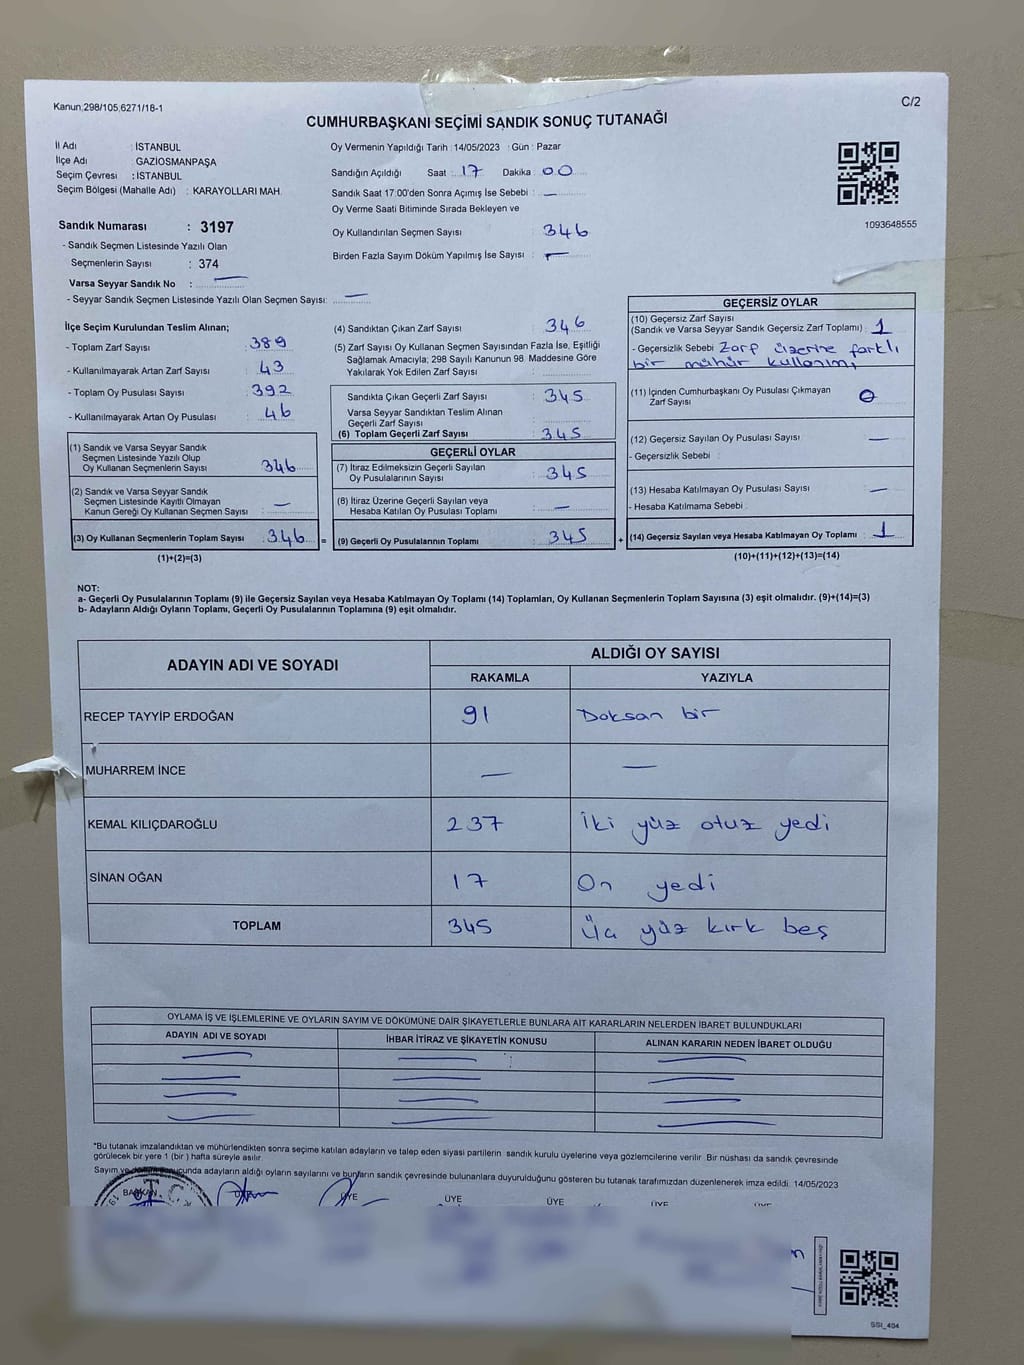 Kanun;298/105,6271/18-1
C/2
CUMHURBAŞKANI SEÇİMİ SANDIK SONUÇ TUTANAĞI
İl Adı : İSTANBUL
İlçe Adı : GAZİOSMANPAŞA
Seçim Çevresi : İSTANBUL
Seçim Bölgesi (Mahalle Adı) : KARAYOLLARI MAH.
Oy Vermenin Yapıldığı Tarih : 14/05/2023 Gün : Pazar
Sandığın Açıldığı Saat : 17 Dakika : 00
Sandık Saat 17:00'den Sonra Açılmış İse Sebebi : —
Oy Verme Saati Bitiminde Sırada Bekleyen ve
Oy Kullandırılan Seçmen Sayısı : 346
Birden Fazla Sayım Döküm Yapılmış İse Sayısı : —
1093648555
Sandık Numarası : 3197
- Sandık Seçmen Listesinde Yazılı Olan
Seçmenlerin Sayısı : 374
Varsa Seyyar Sandık No : —
- Seyyar Sandık Seçmen Listesinde Yazılı Olan Seçmen Sayısı: —
İlçe Seçim Kurulundan Teslim Alınan;
- Toplam Zarf Sayısı : 389
- Kullanılmayarak Artan Zarf Sayısı : 43
- Toplam Oy Pusulası Sayısı : 392
- Kullanılmayarak Artan Oy Pusulası : 46
(1) Sandık ve Varsa Seyyar Sandık
Seçmen Listesinde Yazılı Olup
Oy Kullanan Seçmenlerin Sayısı : 346
(2) Sandık ve Varsa Seyyar Sandık
Seçmen Listesinde Kayıtlı Olmayan
Kanun Gereği Oy Kullanan Seçmen Sayısı : —
(3) Oy Kullanan Seçmenlerin Toplam Sayısı : 346
(1)+(2)=(3)
(4) Sandıktan Çıkan Zarf Sayısı : 346
(5) Zarf Sayısı Oy Kullanan Seçmen Sayısından Fazla İse, Eşitliği
Sağlamak Amacıyla; 298 Sayılı Kanunun 98. Maddesine Göre
Yakılarak Yok Edilen Zarf Sayısı :
Sandıkta Çıkan Geçerli Zarf Sayısı : 345
Varsa Seyyar Sandıktan Teslim Alınan
Geçerli Zarf Sayısı :
(6) Toplam Geçerli Zarf Sayısı : 345
GEÇERLİ OYLAR
(7) İtiraz Edilmeksizin Geçerli Sayılan
Oy Pusulalarının Sayısı : 345
(8) İtiraz Üzerine Geçerli Sayılan veya
Hesaba Katılan Oy Pusulası Toplamı : —
= (9) Geçerli Oy Pusulalarının Toplamı : 345 +
GEÇERSİZ OYLAR
(10) Geçersiz Zarf Sayısı
(Sandık ve Varsa Seyyar Sandık Geçersiz Zarf Toplamı) : 1
- Geçersizlik Sebebi Zarf üzerine farklı
bir mühür kullanım,
(11) İçinden Cumhurbaşkanı Oy Pusulası Çıkmayan
Zarf Sayısı : 0
(12) Geçersiz Sayılan Oy Pusulası Sayısı : —
- Geçersizlik Sebebi :
(13) Hesaba Katılmayan Oy Pusulası Sayısı : —
- Hesaba Katılmama Sebebi :
(14) Geçersiz Sayılan veya Hesaba Katılmayan Oy Toplamı : 1
(10)+(11)+(12)+(13)=(14)
NOT:
a- Geçerli Oy Pusulalarının Toplamı (9) ile Geçersiz Sayılan veya Hesaba Katılmayan Oy Toplamı (14) Toplamları, Oy Kullanan Seçmenlerin Toplam Sayısına (3) eşit olmalıdır. (9)+(14)=(3)
b- Adayların Aldığı Oyların Toplamı, Geçerli Oy Pusulalarının Toplamına (9) eşit olmalıdır.
ADAYIN ADI VE SOYADI ALDIĞI OY SAYISI
RAKAMLA YAZIYLA
RECEP TAYYİP ERDOĞAN 91 Doksan bir
MUHARREM İNCE — —
KEMAL KILIÇDAROĞLU 237 İki yüz otuz yedi
SİNAN OĞAN 17 On yedi
TOPLAM 345 Üç yüz kırk beş
OYLAMA İŞ VE İŞLEMLERİNE VE OYLARIN SAYIM VE DÖKÜMÜNE DAİR ŞİKAYETLERLE BUNLARA AİT KARARLARIN NELERDEN İBARET BULUNDUKLARI
ADAYIN ADI VE SOYADI İHBAR İTİRAZ VE ŞİKAYETİN KONUSU ALINAN KARARIN NEDEN İBARET OLDUĞU
*Bu tutanak imzalandıktan ve mühürlendikten sonra seçime katılan adayların ve talep eden siyasi partilerin sandık kurulu üyelerine veya gözlemcilerine verilir. Bir nüshası da sandık çevresinde
görülecek bir yere 1 (bir) hafta süreyle asılır.
Sayım ve sonucunda adayların aldığı oyların sayılarını ve bunların sandık çevresinde bulunanlara duyurulduğunu gösteren bu tutanak tarafımızdan düzenlenerek imza edildi. 14/05/2023
BAŞKAN ÜYE ÜYE ÜYE ÜYE ÜYE
SSI_404